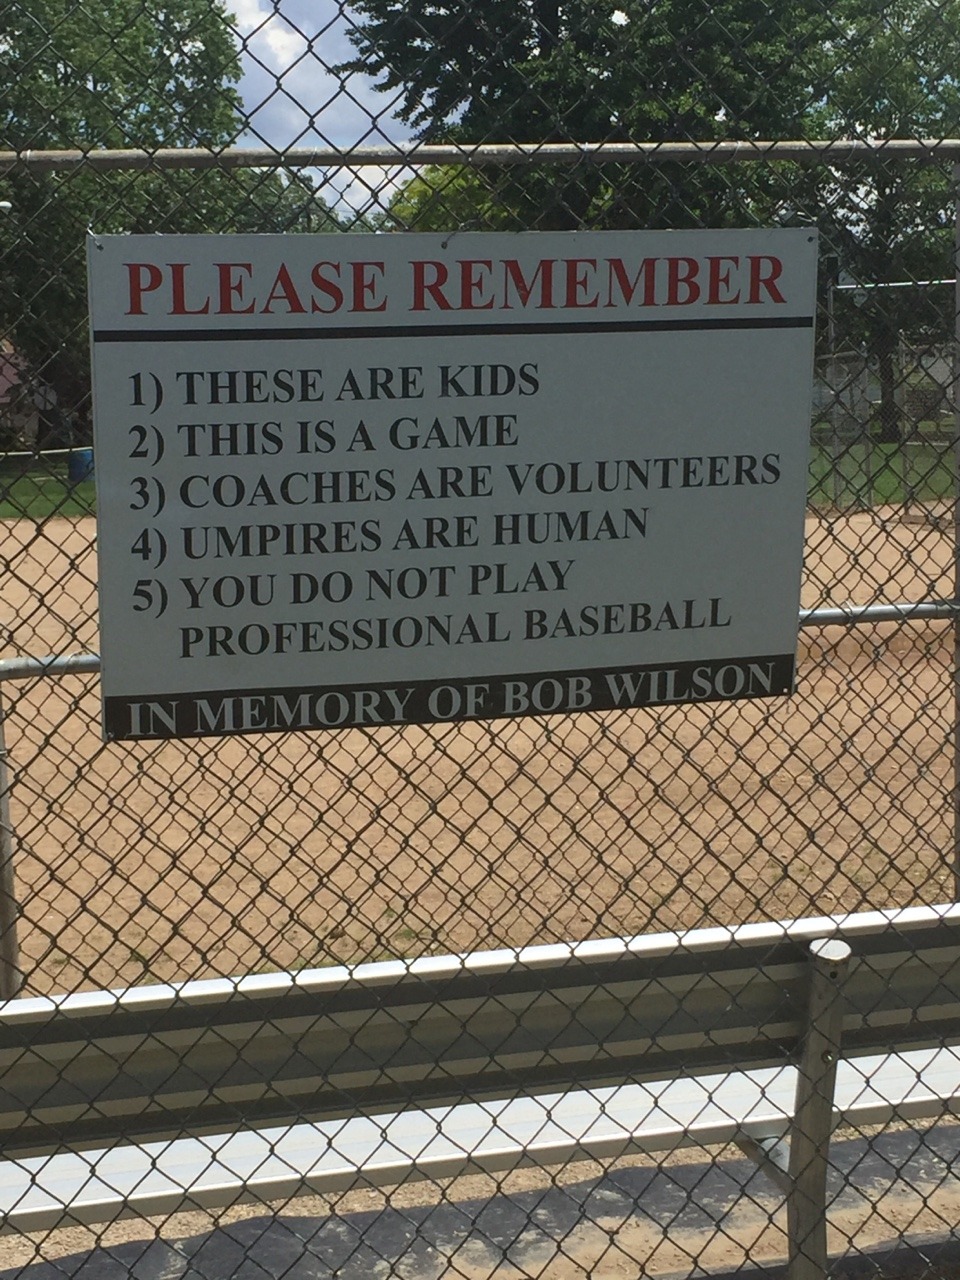 PLEASE REMEMBER
1) THESE ARE KIDS
2) THIS IS A GAME
3) COACHES ARE VOLUNTEERS
4) UMPIRES ARE HUMAN
5) YOU DO NOT PLAY
PROFESSIONAL BASEBALL
IN MEMORY OF BOB WILSON